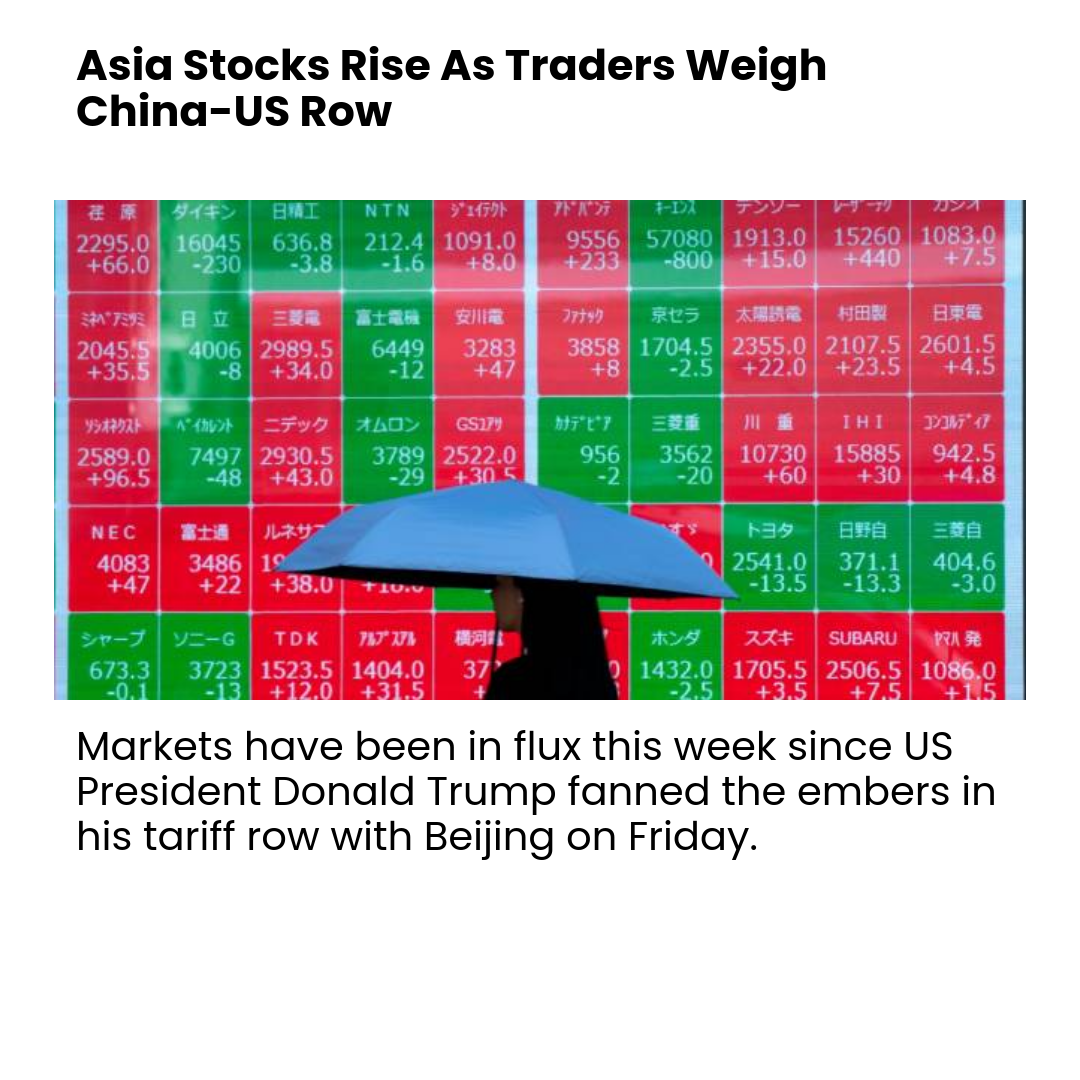 Asia Stocks Rise As Traders Weigh
China-US Row
荏 原 ダイキン 日精工 NTN ｼﾞｪｲﾃｸﾄ ｱﾄﾞﾊﾞﾝﾃ ｷｰｴﾝｽ デンソー ﾚｰｻﾞｰﾃｸ カシオ
2295.0 16045 636.8 212.4 1091.0 9556 57080 1913.0 15260 1083.0
+66.0 -230 -3.8 -1.6 +8.0 +233 -800 +15.0 +440 +7.5
ﾐﾈﾍﾞｱﾐﾂﾐ 日 立 三菱電 富士電機 安川電 ﾌｧﾅｯｸ 京セラ 太陽誘電 村田製 日東電
2045.5 4006 2989.5 6449 3283 3858 1704.5 2355.0 2107.5 2601.5
+35.5 -8 +34.0 -12 +47 +8 -2.5 +22.0 +23.5 +4.5
ｿｼｵﾈｸｽﾄ ﾍﾞｲｶﾚﾝﾄ ニデック オムロン GSﾕｱｻ ｶﾅﾃﾞﾋﾞｱ 三菱重 川 重 IHI ｺﾝｺﾙﾃﾞｨｱ
2589.0 7497 2930.5 3789 2522.0 956 3562 10730 15885 942.5
+96.5 -48 +43.0 -29 +30.5 -2 -20 +60 +30 +4.8
NEC 富士通 ルネサ トヨタ 日野自 三菱自
4083 3486 2541.0 371.1 404.6
+47 +22 +38.0 -13.5 -13.3 -3.0
シャープ ソニーG TDK ｱﾙﾌﾟｽｱﾙ 横河電 ホンダ スズキ SUBARU ﾔﾏﾊ発
673.3 3723 1523.5 1404.0 1432.0 1705.5 2506.5 1086.0
-0.1 -13 +12.0 +31.5 -2.5 +3.5 +7.5 +1.5
Markets have been in flux this week since US
President Donald Trump fanned the embers in
his tariff row with Beijing on Friday.